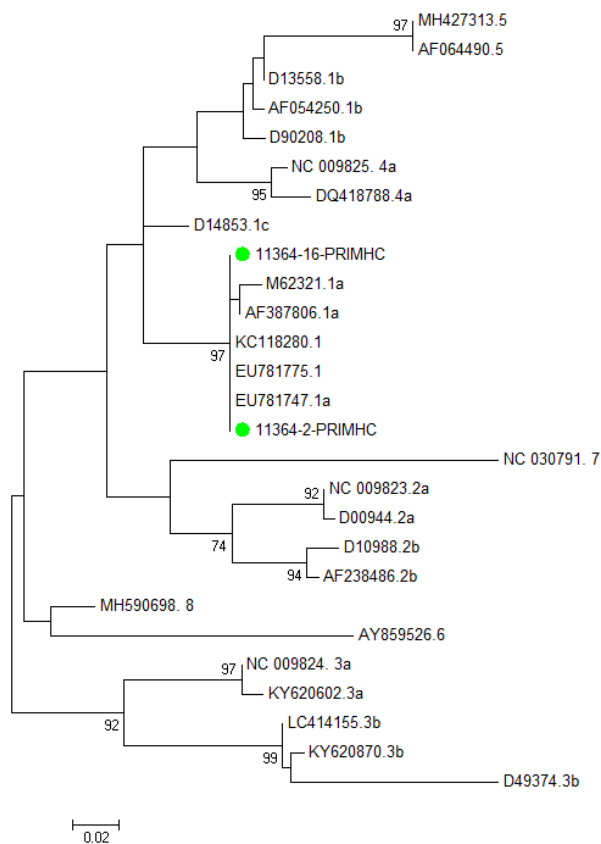 MH427313.5
97
AF064490.5
D13558.1b
AF054250.1b
D90208.1b
NC 009825. 4a
95
DQ418788.4a
D14853.1c
11364-16-PRIMHC
M62321.1a
AF387806.1a
KC118280.1
97
EU781775.1
EU781747.1a
11364-2-PRIMHC
NC 030791. 7
NC 009823.2a
92
D00944.2a
74
D10988.2b
94
AF238486.2b
MH590698. 8
AY859526.6
NC 009824. 3a
97
KY620602.3a
92
LC414155.3b
KY620870.3b
99
D49374.3b
0.02